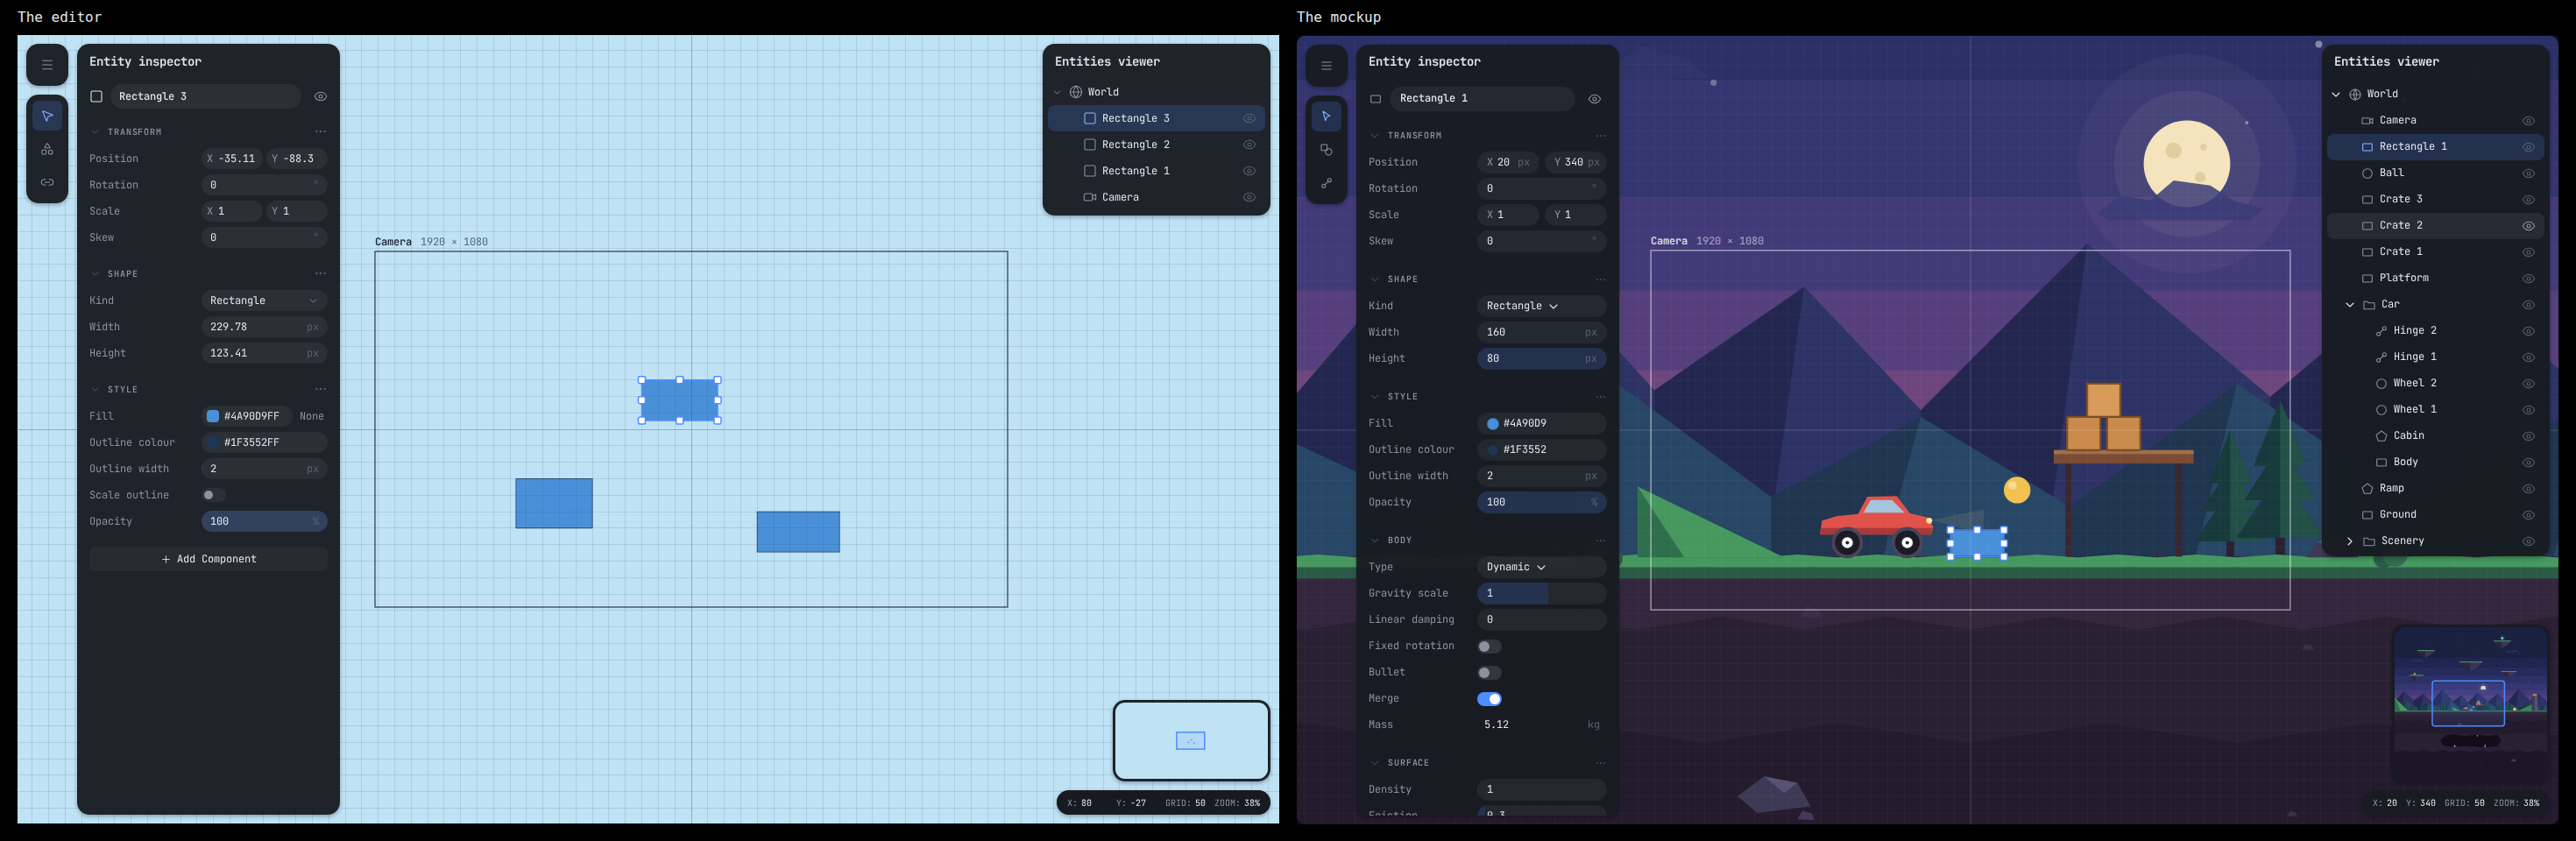 The editor
Entity inspector
Rectangle 3
TRANSFORM
Position X -35.11 Y -88.3
Rotation 0 °
Scale X 1 Y 1
Skew 0 °
SHAPE
Kind Rectangle
Width 229.78 px
Height 123.41 px
STYLE
Fill #4A90D9FF None
Outline colour #1F3552FF
Outline width 2 px
Scale outline
Opacity 100 %
+ Add Component
Camera 1920 × 1080
Entities viewer
World
Rectangle 3
Rectangle 2
Rectangle 1
Camera
X: 80 Y: -27 GRID: 50 ZOOM: 38%
The mockup
Entity inspector
Rectangle 1
TRANSFORM
Position X 20 px Y 340 px
Rotation 0 °
Scale X 1 Y 1
Skew 0 °
SHAPE
Kind Rectangle
Width 160 px
Height 80 px
STYLE
Fill #4A90D9
Outline colour #1F3552
Outline width 2 px
Opacity 100 %
BODY
Type Dynamic
Gravity scale 1
Linear damping 0
Fixed rotation
Bullet
Merge
Mass 5.12 kg
SURFACE
Density 1
Friction 0.3
Camera 1920 × 1080
Entities viewer
World
Camera
Rectangle 1
Ball
Crate 3
Crate 2
Crate 1
Platform
Car
Hinge 2
Hinge 1
Wheel 2
Wheel 1
Cabin
Body
Ramp
Ground
Scenery
X: 20 Y: 340 GRID: 50 ZOOM: 38%